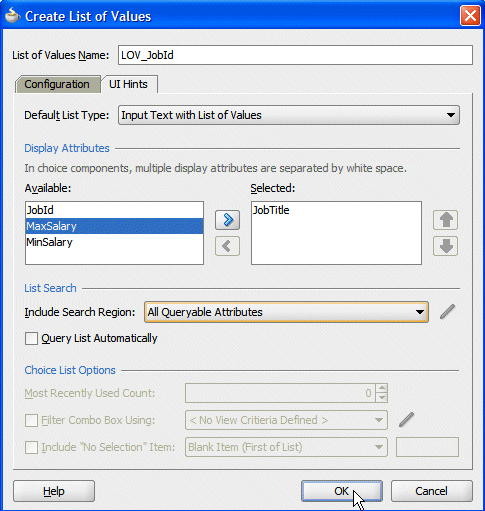 Create List of Values
List of Values Name: LOV_JobId
Configuration UI Hints
Default List Type: Input Text with List of Values
Display Attributes
In choice components, multiple display attributes are separated by white space.
Available: Selected:
JobId JobTitle
MaxSalary
MinSalary
List Search
Include Search Region: All Queryable Attributes
Query List Automatically
Choice List Options
Most Recently Used Count: 0
Filter Combo Box Using: < No View Criteria Defined >
Include "No Selection" Item: Blank Item (First of List)
Help OK Cancel